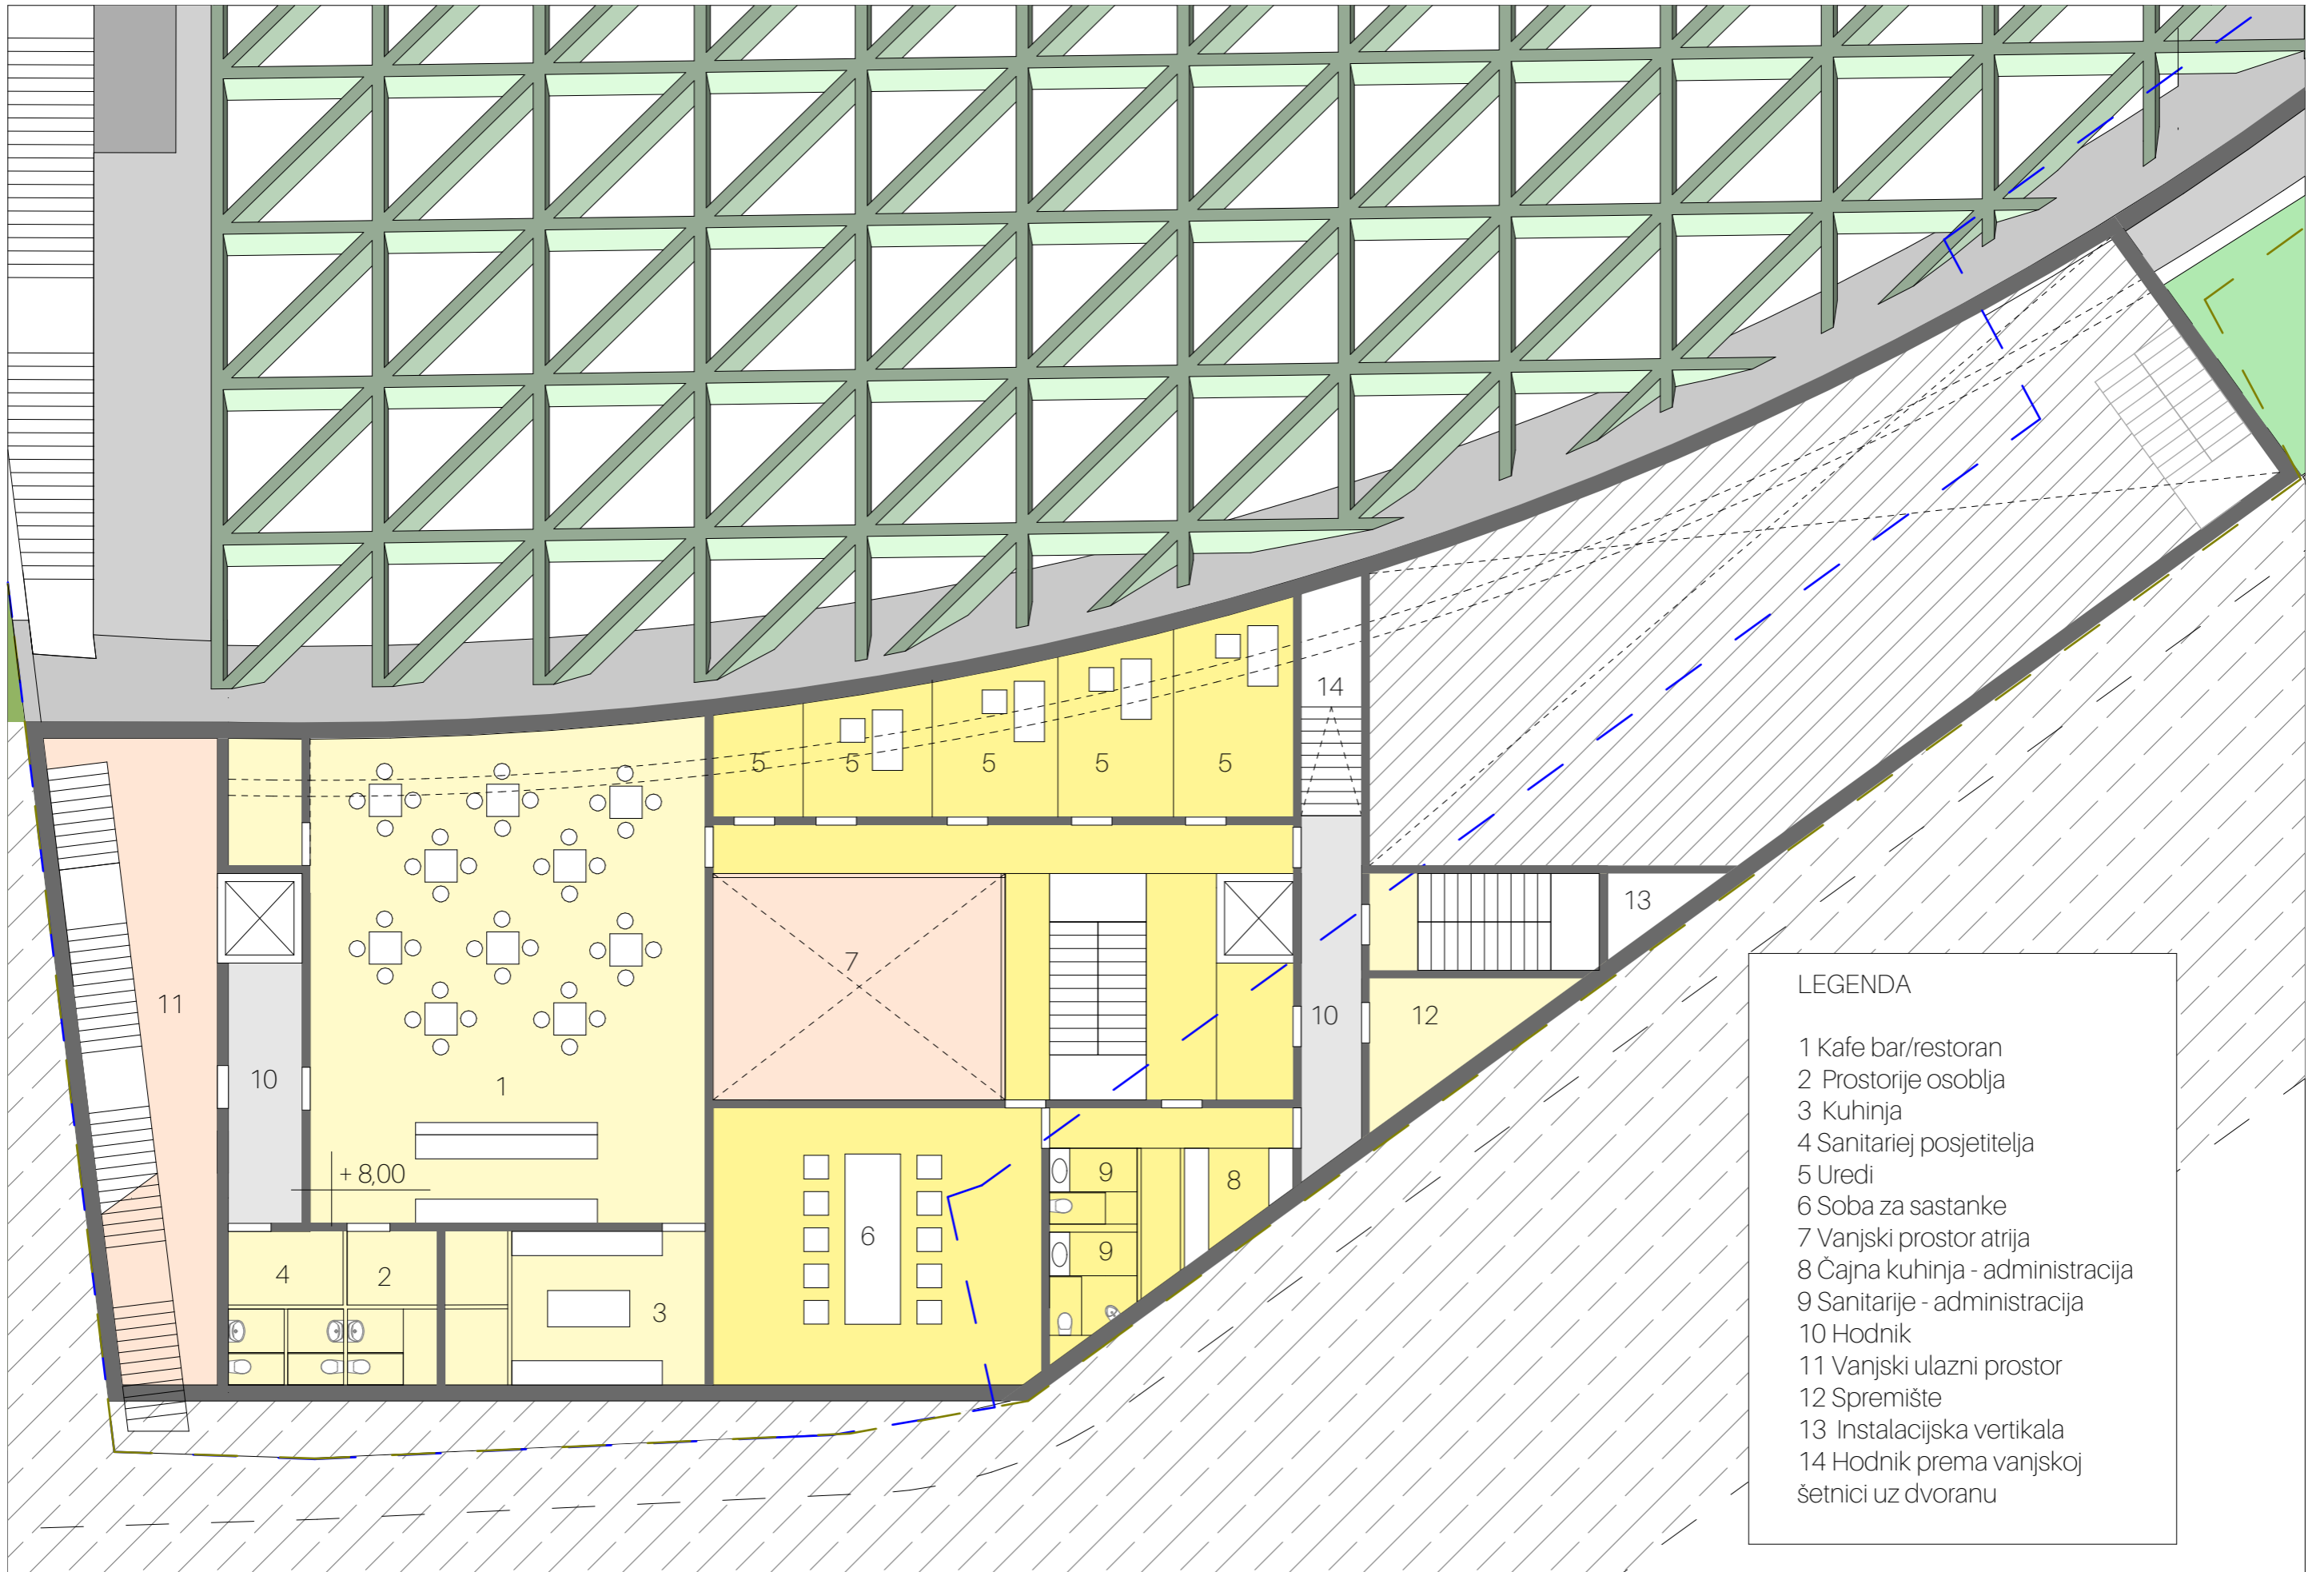 14
5
5
5
5
5
13
7
11
12
10
10
1
+ 8,00
9
8
6
9
4
2
3
LEGENDA
1 Kafe bar/restoran
2 Prostorije osoblja
3 Kuhinja
4 Sanitariej posjetitelja
5 Uredi
6 Soba za sastanke
7 Vanjski prostor atrija
8 Čajna kuhinja - administracija
9 Sanitarije - administracija
10 Hodnik
11 Vanjski ulazni prostor
12 Spremište
13 Instalacijska vertikala
14 Hodnik prema vanjskoj
šetnici uz dvoranu